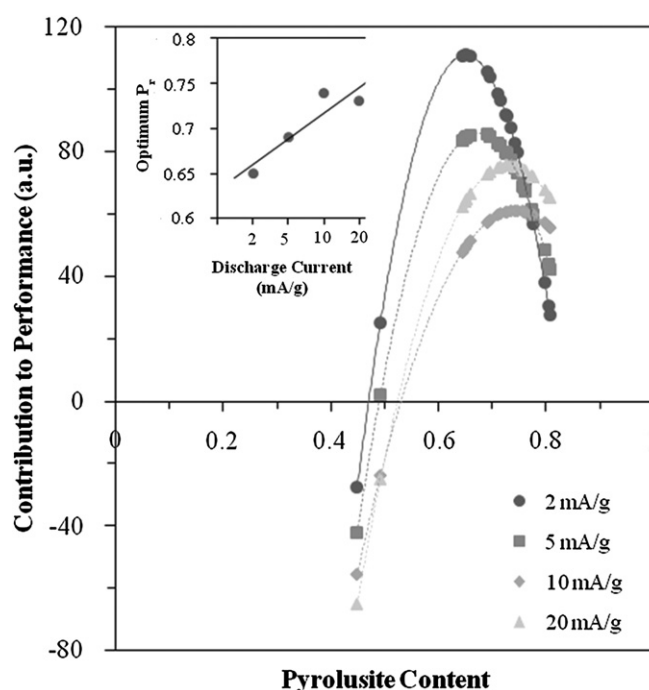 120
80
40
0
-40
-80
0
0.2
0.4
0.6
0.8
Contribution to Performance (a.u.)
Pyrolusite Content
0.8
0.75
0.7
0.65
0.6
Optimum Pr
2
5
10
20
Discharge Current
(mA/g)
2 mA/g
5 mA/g
10 mA/g
20 mA/g